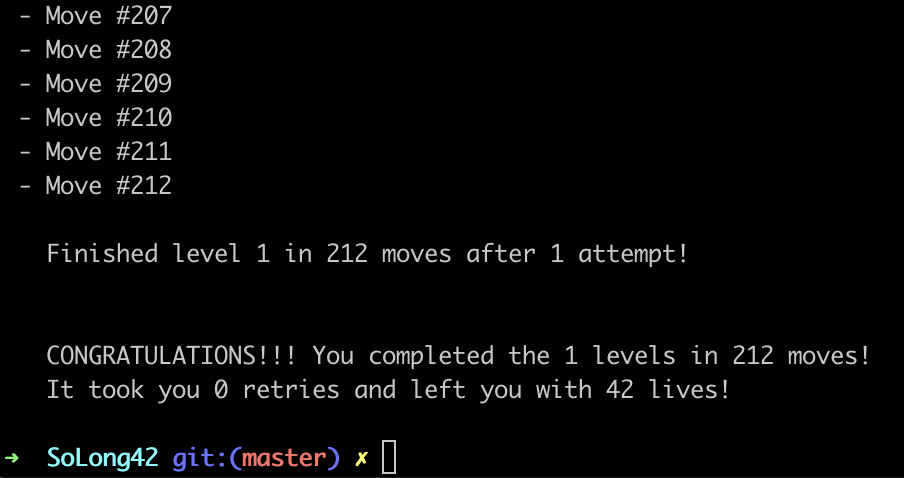 - Move #207
- Move #208
- Move #209
- Move #210
- Move #211
- Move #212
Finished level 1 in 212 moves after 1 attempt!
CONGRATULATIONS!!! You completed the 1 levels in 212 moves!
It took you 0 retries and left you with 42 lives!
➜ SoLong42 git:(master) ✗